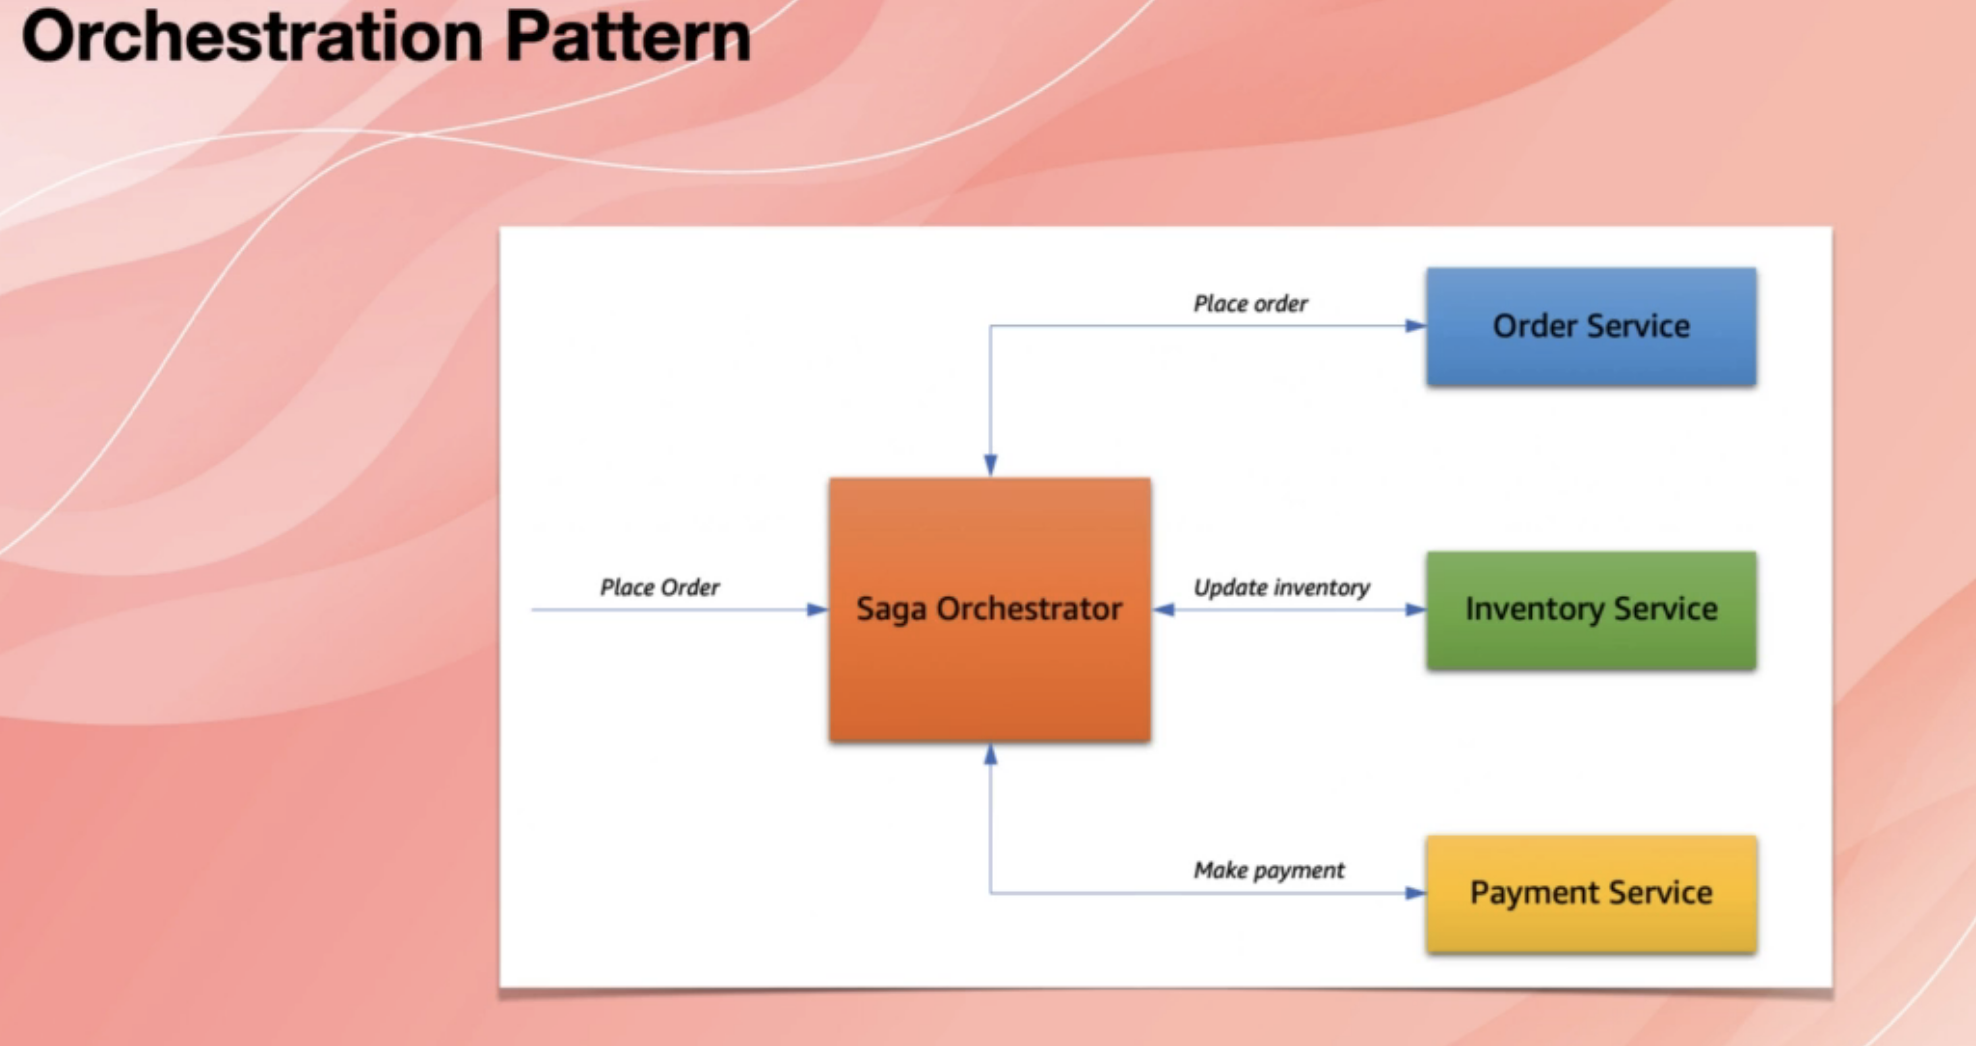 Orchestration Pattern
Place order
Order Service
Place Order
Saga Orchestrator
Update inventory
Inventory Service
Make payment
Payment Service